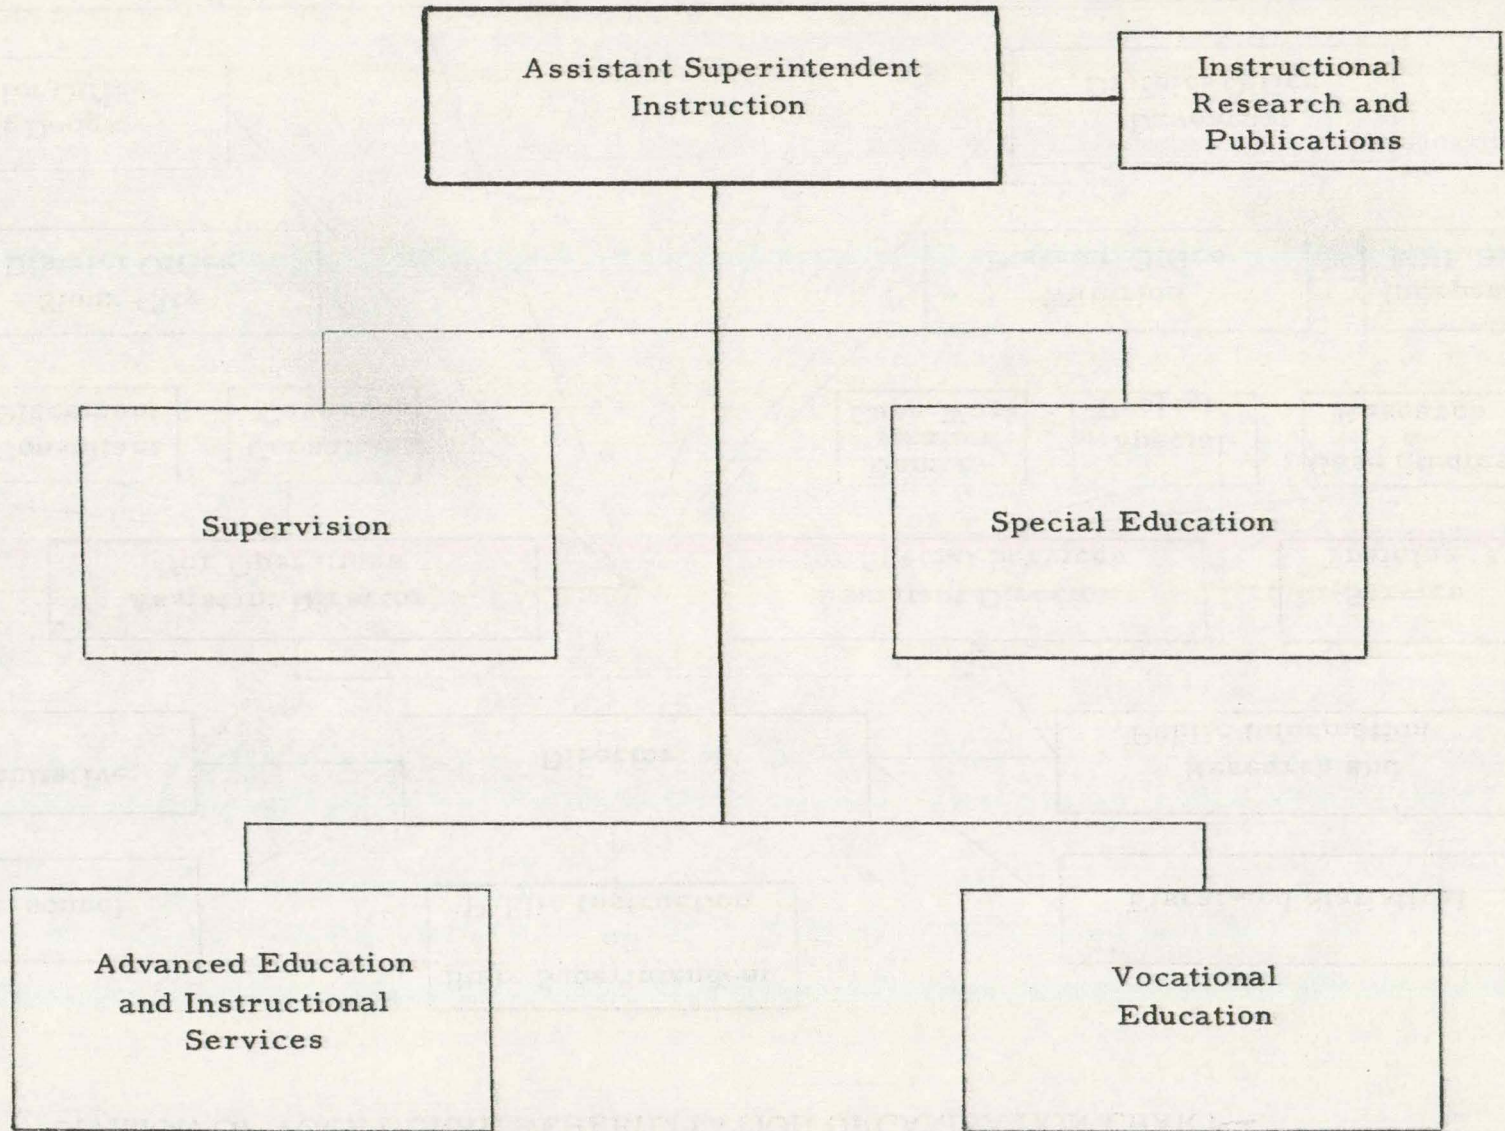 Assistant Superintendent
Instruction
Instructional
Research and
Publications
Supervision
Special Education
Advanced Education
and Instructional
Services
Vocational
Education